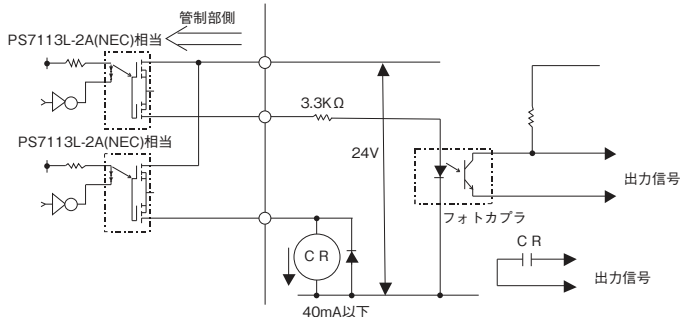 管制部側
PS7113L-2A(NEC)相当
3.3KΩ
PS7113L-2A(NEC)相当
24V
出力信号
フォトカプラ
CR
CR
出力信号
40mA以下